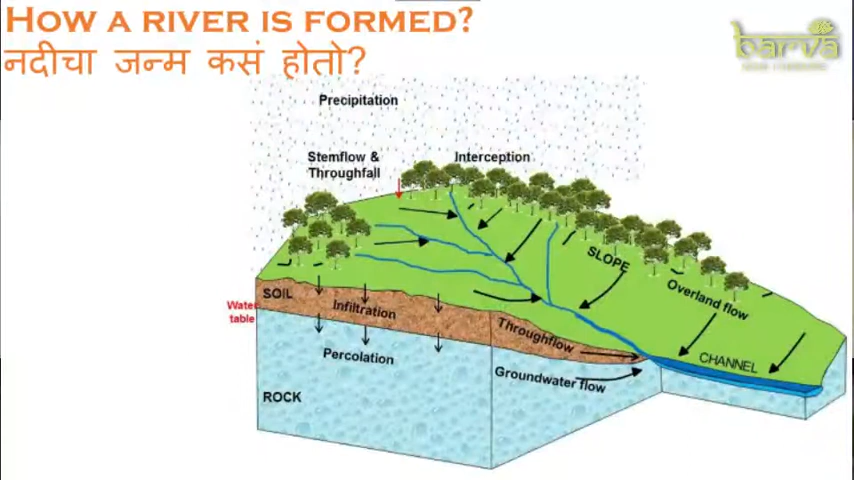 HOW A RIVER IS FORMED?
नदीचा जन्म कसं होतो?
barva
Precipitation
Stemflow &
Throughfall
Interception
SLOPE
Overland flow
SOIL
Water
table
Infiltration
Throughflow
Percolation
CHANNEL
Groundwater flow
ROCK